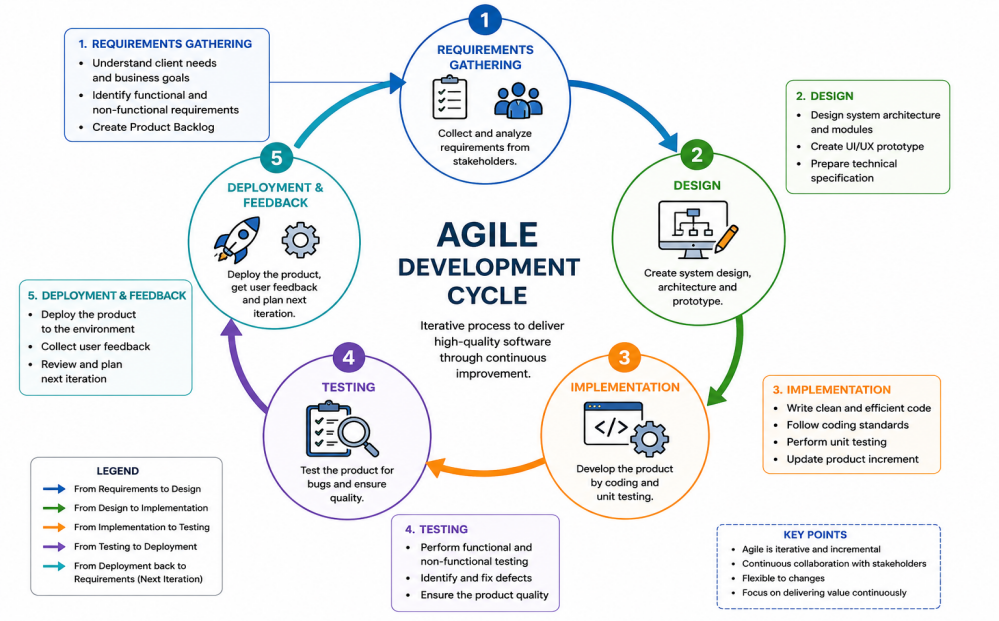 1
REQUIREMENTS
GATHERING
Collect and analyze
requirements from
stakeholders.
1. REQUIREMENTS GATHERING
• Understand client needs
and business goals
• Identify functional and
non-functional requirements
• Create Product Backlog
2
DESIGN
Create system design,
architecture and
prototype.
2. DESIGN
• Design system architecture
and modules
• Create UI/UX prototype
• Prepare technical
specification
5
DEPLOYMENT &
FEEDBACK
Deploy the product,
get user feedback
and plan next
iteration.
AGILE
DEVELOPMENT
CYCLE
Iterative process to deliver
high-quality software
through continuous
improvement.
5. DEPLOYMENT & FEEDBACK
• Deploy the product
to the environment
• Collect user feedback
• Review and plan
next iteration
4
TESTING
Test the product for
bugs and ensure
quality.
3
IMPLEMENTATION
</>
Develop the product
by coding and
unit testing.
3. IMPLEMENTATION
• Write clean and efficient code
• Follow coding standards
• Perform unit testing
• Update product increment
LEGEND
From Requirements to Design
From Design to Implementation
From Implementation to Testing
From Testing to Deployment
From Deployment back to
Requirements (Next Iteration)
4. TESTING
• Perform functional and
non-functional testing
• Identify and fix defects
• Ensure the product quality
KEY POINTS
• Agile is iterative and incremental
• Continuous collaboration with stakeholders
• Flexible to changes
• Focus on delivering value continuously